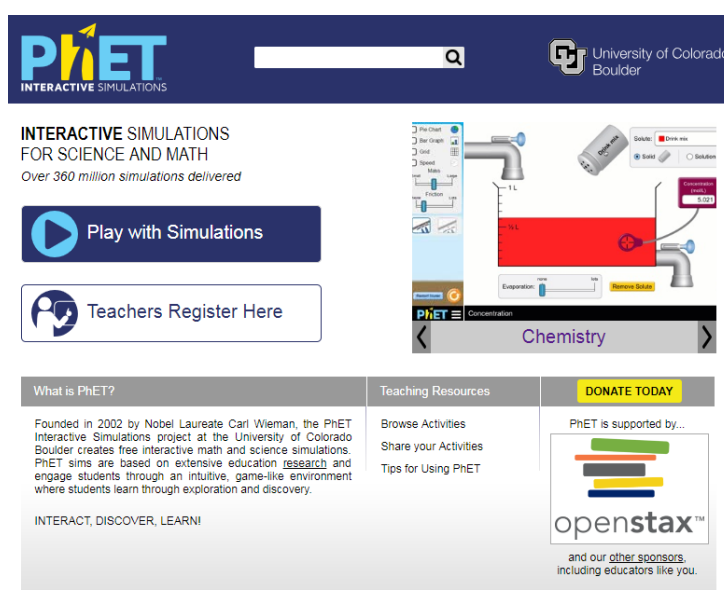 PhET
INTERACTIVE SIMULATIONS
University of Colorado
Boulder
INTERACTIVE SIMULATIONS
FOR SCIENCE AND MATH
Over 360 million simulations delivered
Play with Simulations
Teachers Register Here
Pie Chart
Bar Graph
Grid
Speed
Mass
Friction
Drink mix
Solute: Drink mix
Solid Solution
1 L
½ L
Concentration
(mol/L)
5.021
Evaporation: none lots
Remove Solute
PhET Concentration
Chemistry
What is PhET?
Founded in 2002 by Nobel Laureate Carl Wieman, the PhET
Interactive Simulations project at the University of Colorado
Boulder creates free interactive math and science simulations.
PhET sims are based on extensive education research and
engage students through an intuitive, game-like environment
where students learn through exploration and discovery.
INTERACT, DISCOVER, LEARN!
Teaching Resources
Browse Activities
Share your Activities
Tips for Using PhET
DONATE TODAY
PhET is supported by...
openstax™
and our other sponsors,
including educators like you.